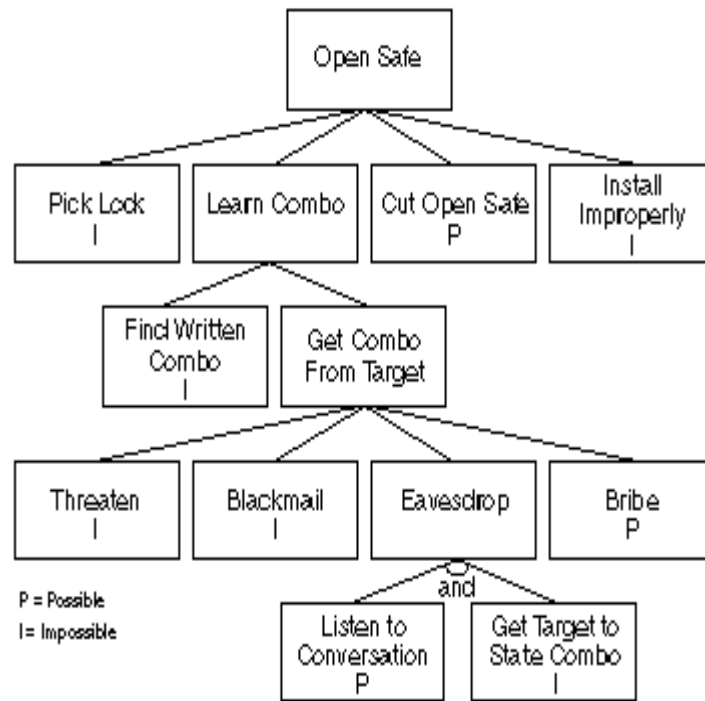 Open Safe
Pick Lock
I
Learn Combo
Cut Open Safe
P
Install
Improperly
I
Find Written
Combo
I
Get Combo
From Target
Threaten
I
Blackmail
I
Eavesdrop
Bribe
P
and
P = Possible
I = Impossible
Listen to
Conversation
P
Get Target to
State Combo
I